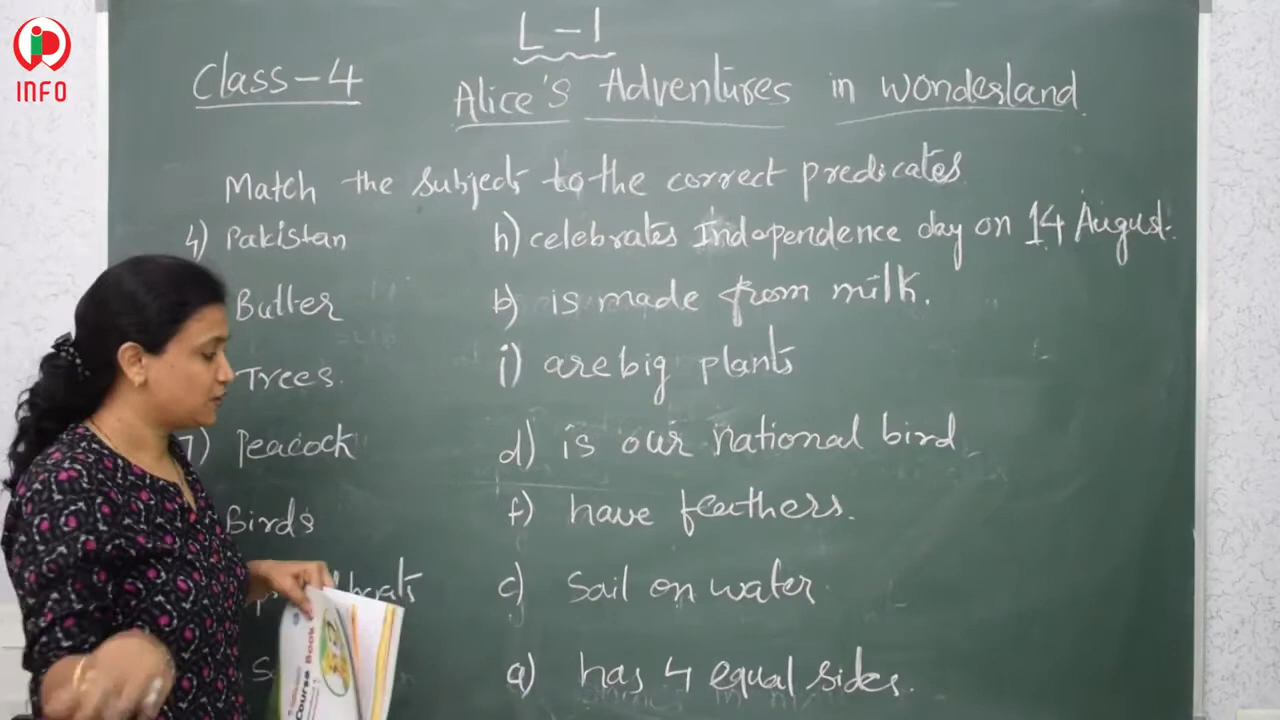 INFO
L-1
Class-4 Alice's Adventures in Wonderland
Match the subjects to the correct predicates
4) Pakistan h) celebrates Independence day on 14 August.
Butter b) is made from milk.
Trees. i) are big plants
7) Peacock d) is our national bird
Birds f) have feathers.
c) Sail on water
a) has 4 equal sides.
Course Book